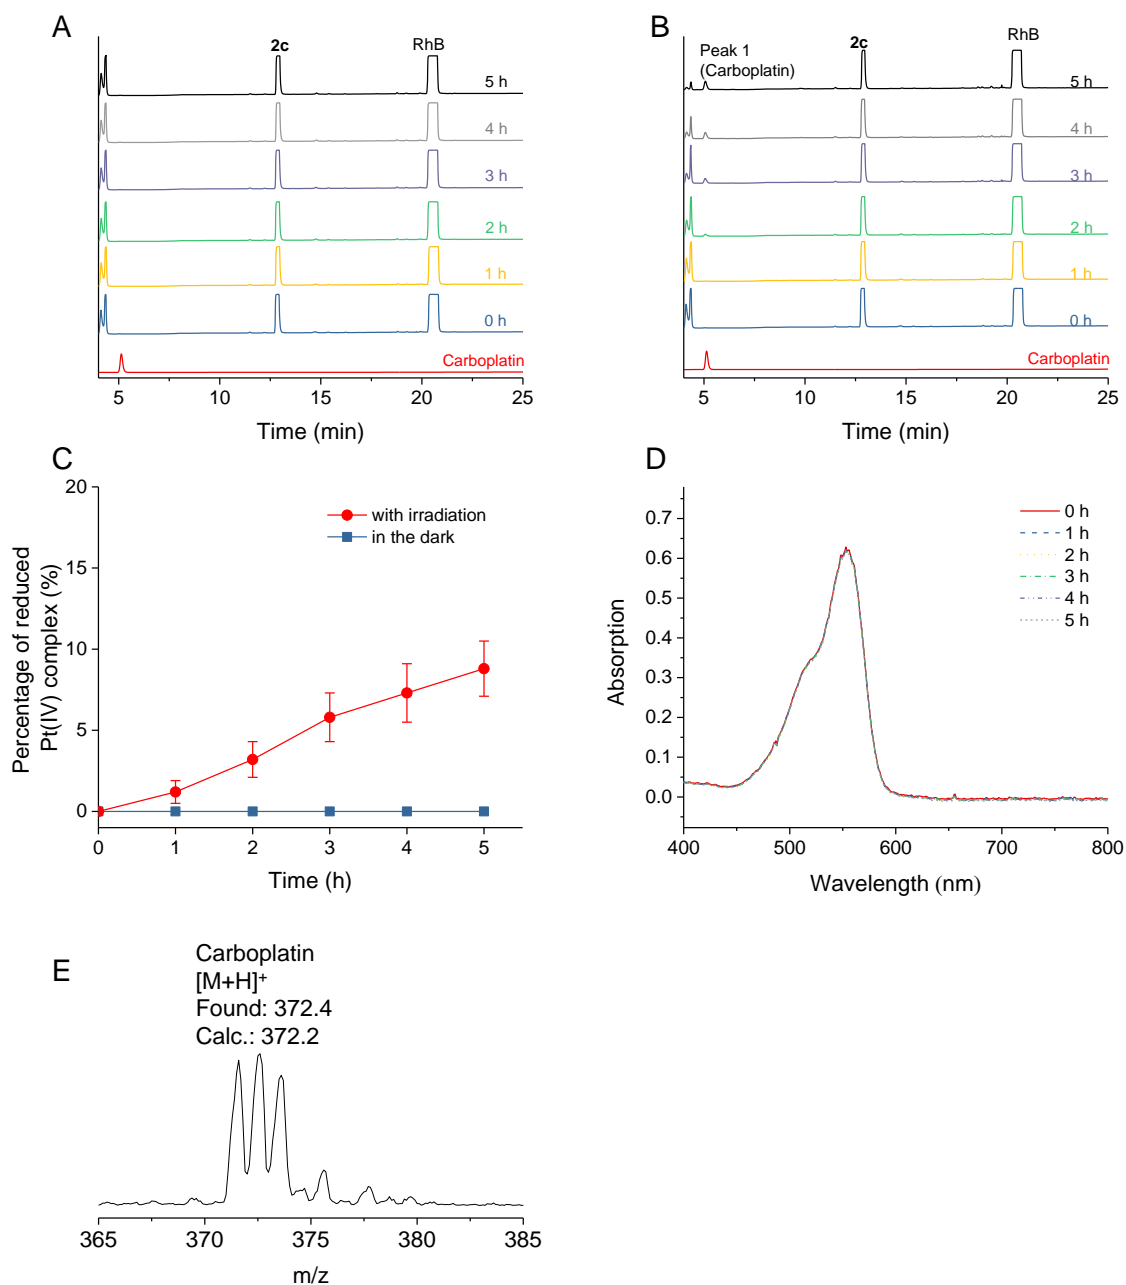 A
2c
RhB
5 h
4 h
3 h
2 h
1 h
0 h
Carboplatin
5 10 15 20 25
Time (min)
B
Peak 1
(Carboplatin)
2c
RhB
5 h
4 h
3 h
2 h
1 h
0 h
Carboplatin
5 10 15 20 25
Time (min)
C
Percentage of reduced
Pt(IV) complex (%)
20
15
10
5
0
with irradiation
in the dark
0 1 2 3 4 5
Time (h)
D
Absorption
0.7
0.6
0.5
0.4
0.3
0.2
0.1
0.0
0 h
1 h
2 h
3 h
4 h
5 h
400 500 600 700 800
Wavelength (nm)
E
Carboplatin
[M+H]⁺
Found: 372.4
Calc.: 372.2
365 370 375 380 385
m/z